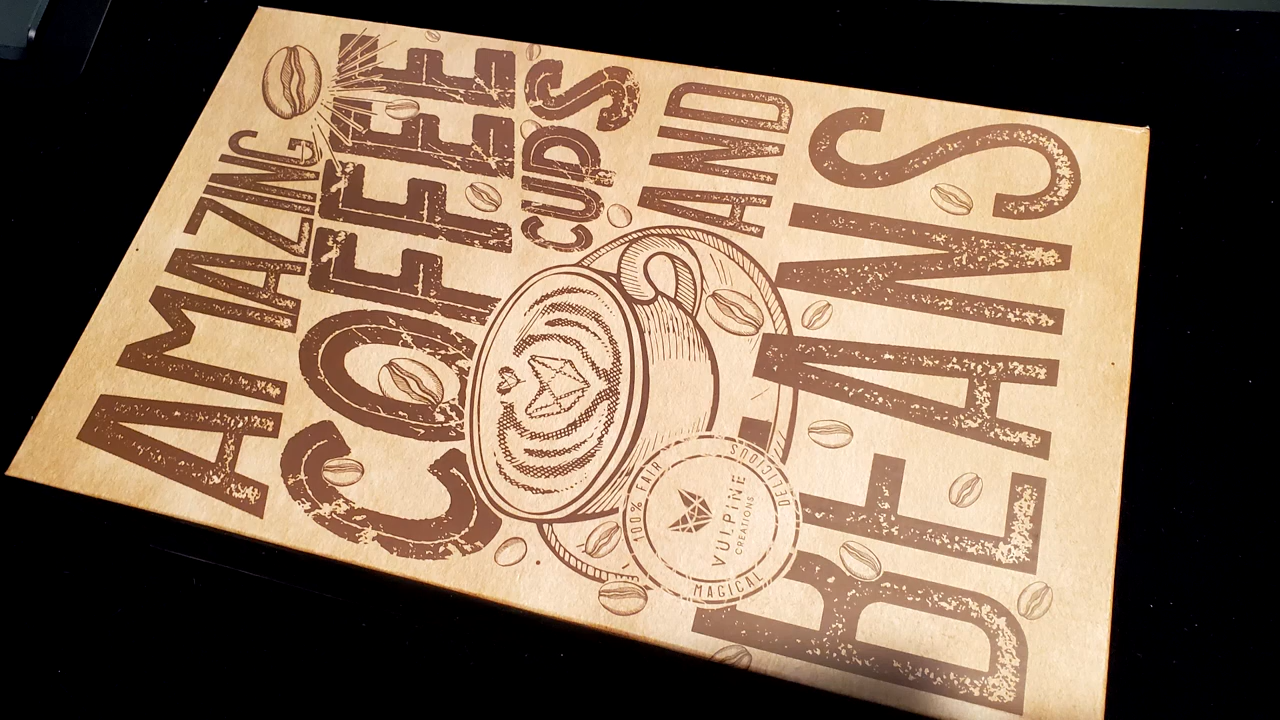 AMAZING
COFFEE
CUPS
AND
BEANS
100% FAIR
DELICIOUS
MAGICAL
VULPINE
CREATIONS